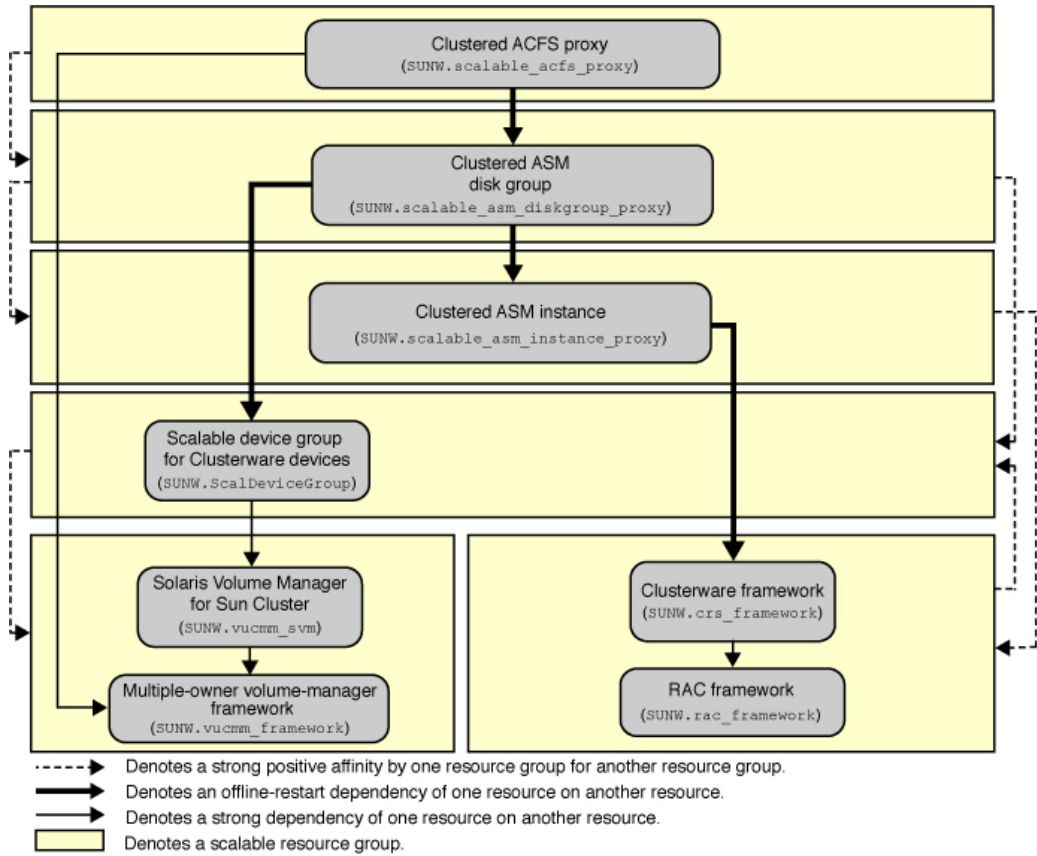 Clustered ACFS proxy
(SUNW.scalable_acfs_proxy)
Clustered ASM
disk group
(SUNW.scalable_asm_diskgroup_proxy)
Clustered ASM instance
(SUNW.scalable_asm_instance_proxy)
Scalable device group
for Clusterware devices
(SUNW.ScalDeviceGroup)
Solaris Volume Manager
for Sun Cluster
(SUNW.vucmm_svm)
Multiple-owner volume-manager
framework
(SUNW.vucmm_framework)
Clusterware framework
(SUNW.crs_framework)
RAC framework
(SUNW.rac_framework)
Denotes a strong positive affinity by one resource group for another resource group.
Denotes an offline-restart dependency of one resource on another resource.
Denotes a strong dependency of one resource on another resource.
Denotes a scalable resource group.